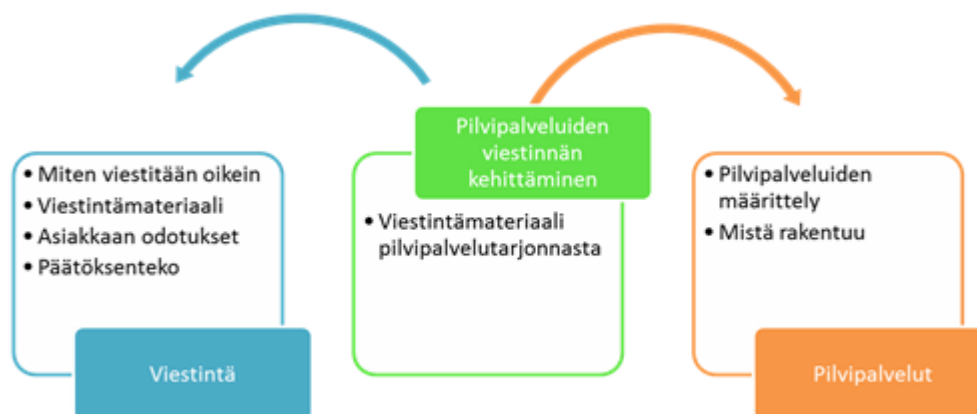 • Miten viestitään oikein
• Viestintämateriaali
• Asiakkaan odotukset
• Päätöksenteko
Viestintä
Pilvipalveluiden
viestinnän
kehittäminen
• Viestintämateriaali
pilvipalvelutarjonnasta
• Pilvipalveluiden
määrittely
• Mistä rakentuu
Pilvipalvelut